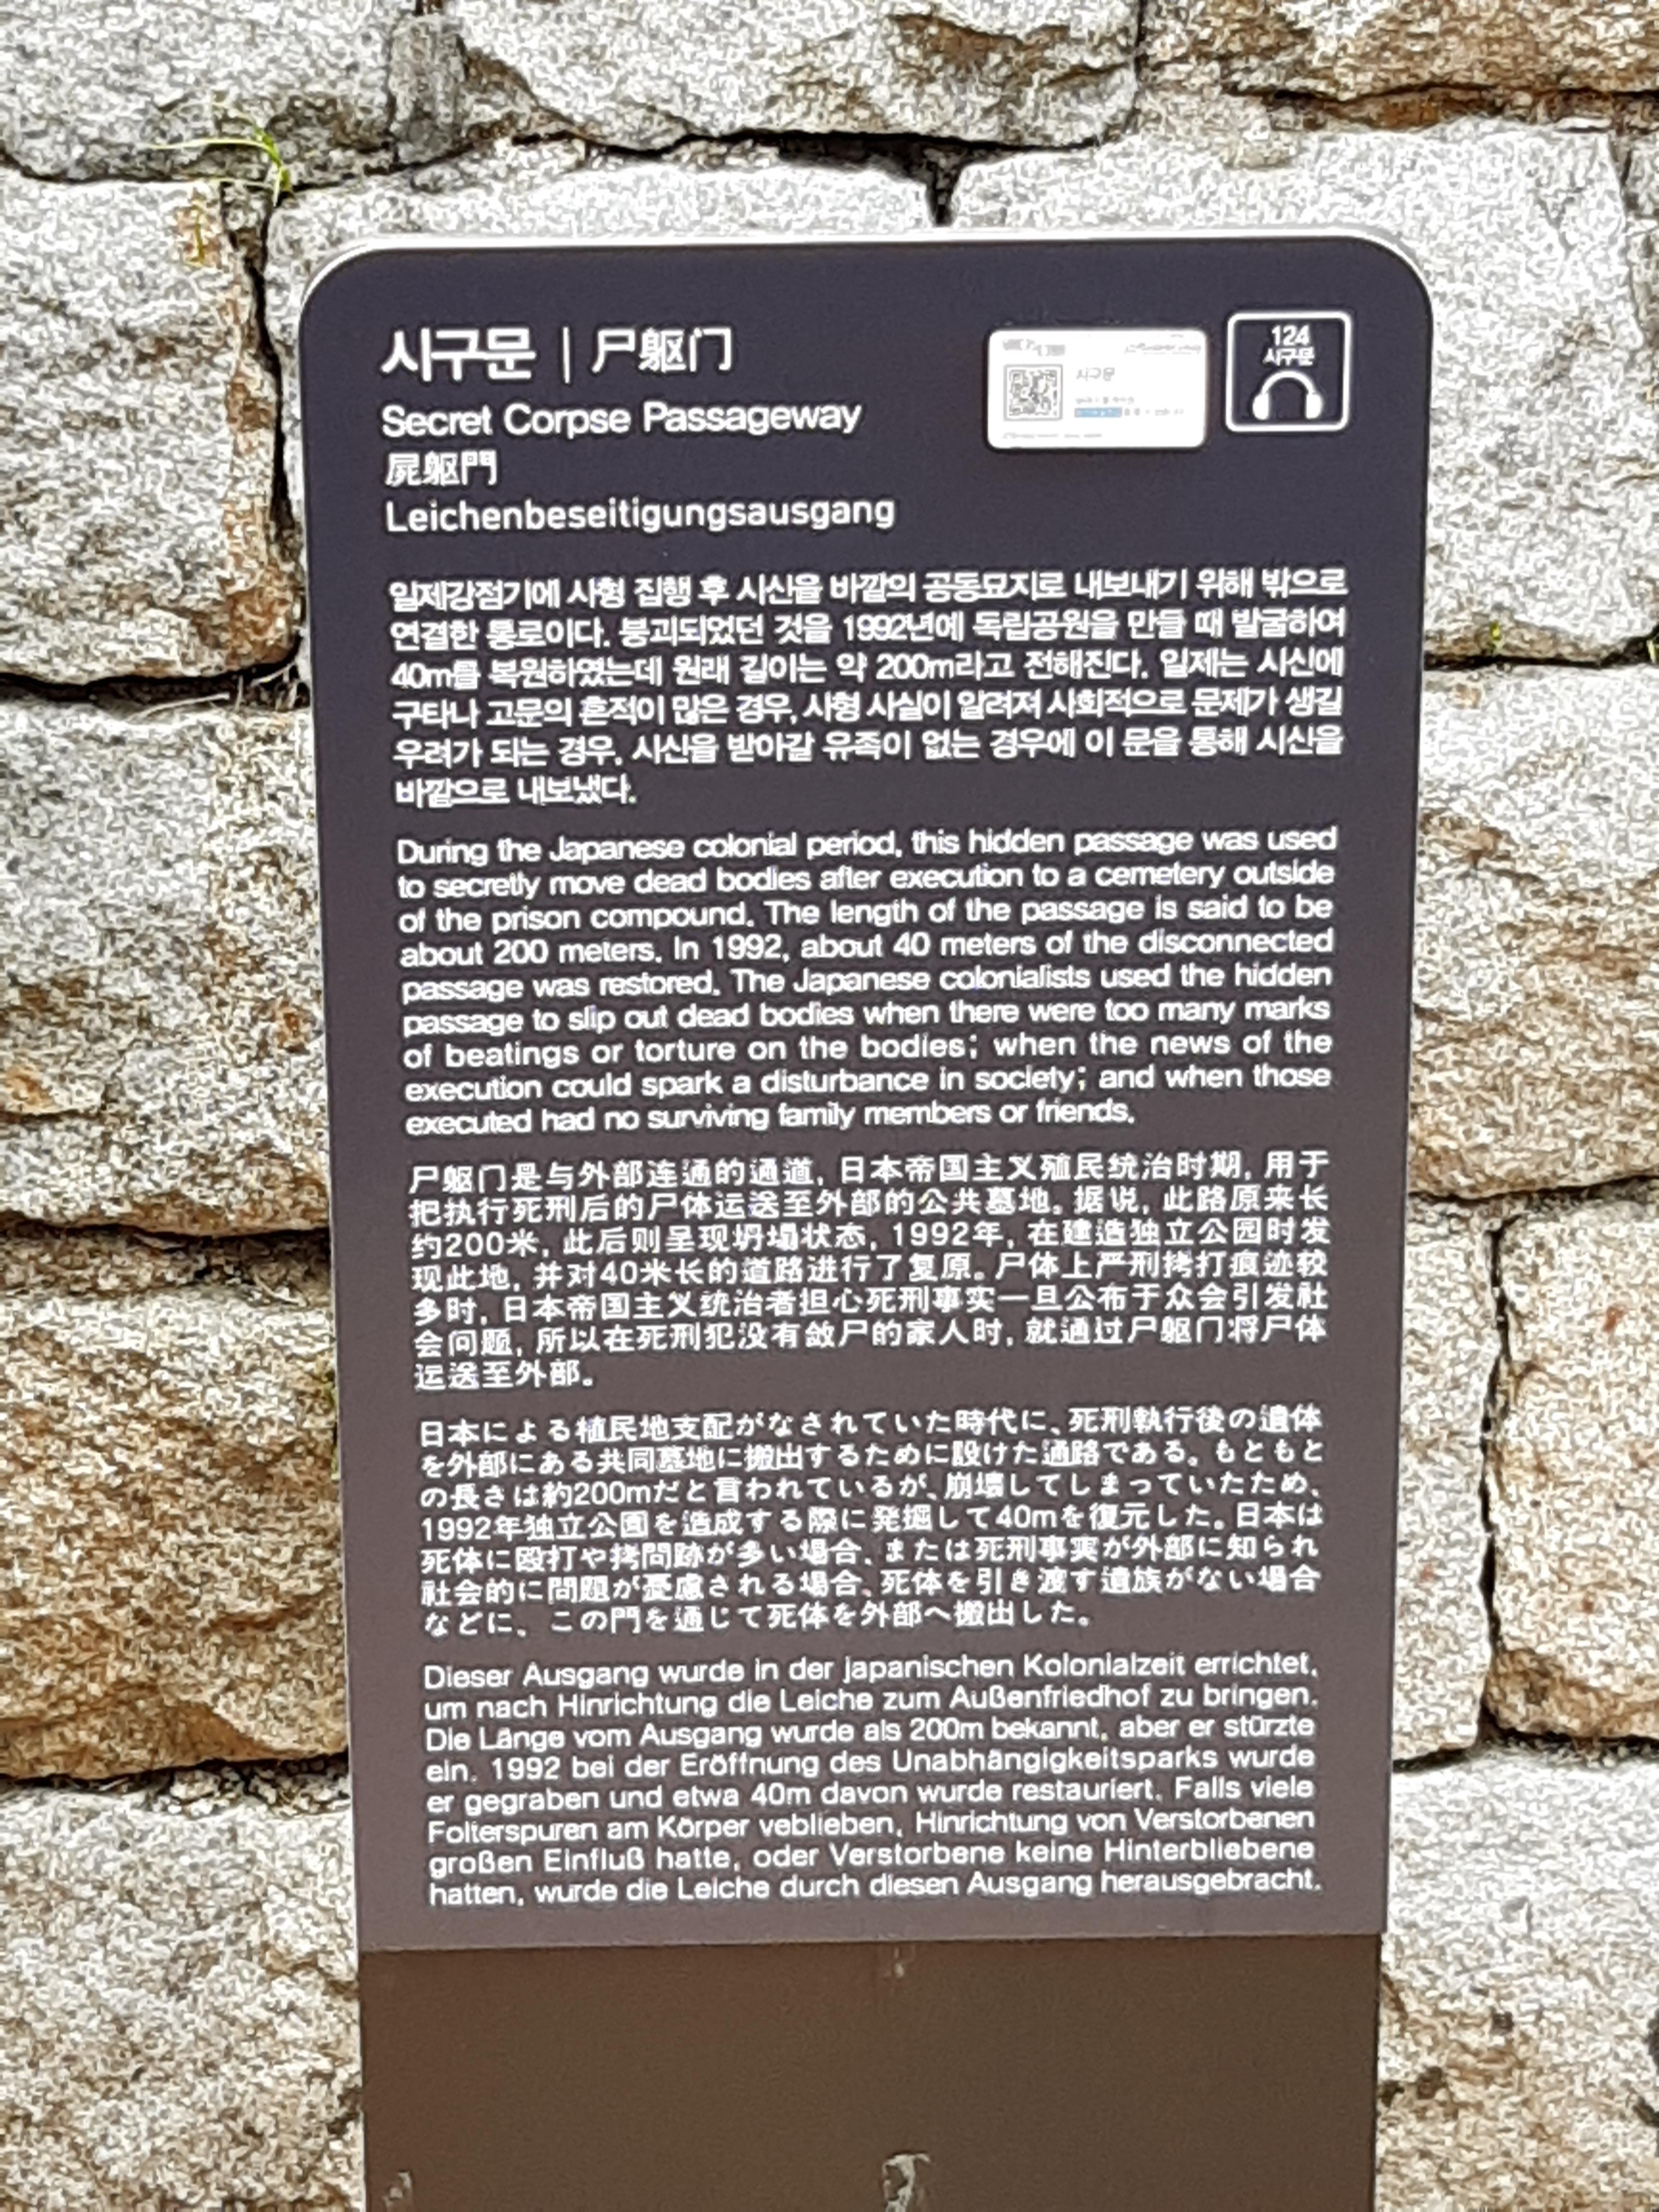 시구문 | 尸躯门
124
시구문
시구문
Secret Corpse Passageway
屍躯門
Leichenbeseitigungsausgang
일제강점기에 사형 집행 후 시신을 바깥의 공동묘지로 내보내기 위해 밖으로
연결한 통로이다. 붕괴되었던 것을 1992년에 독립공원을 만들 때 발굴하여
40m를 복원하였는데 원래 길이는 약 200m라고 전해진다. 일제는 시신에
구타나 고문의 흔적이 많은 경우, 사형 사실이 알려져 사회적으로 문제가 생길
우려가 되는 경우, 시신을 받아갈 유족이 없는 경우에 이 문을 통해 시신을
바깥으로 내보냈다.
During the Japanese colonial period, this hidden passage was used
to secretly move dead bodies after execution to a cemetery outside
of the prison compound. The length of the passage is said to be
about 200 meters. In 1992, about 40 meters of the disconnected
passage was restored. The Japanese colonialists used the hidden
passage to slip out dead bodies when there were too many marks
of beatings or torture on the bodies; when the news of the
execution could spark a disturbance in society; and when those
executed had no surviving family members or friends.
尸躯门是与外部连通的通道, 日本帝国主义殖民统治时期, 用于
把执行死刑后的尸体运送至外部的公共墓地。据说, 此路原来长
约200米, 此后则呈现坍塌状态, 1992年, 在建造独立公园时发
现此地, 并对40米长的道路进行了复原。尸体上严刑拷打痕迹较
多时, 日本帝国主义统治者担心死刑事实一旦公布于众会引发社
会问题, 所以在死刑犯没有敛尸的家人时, 就通过尸躯门将尸体
运送至外部。
日本による植民地支配がなされていた時代に、死刑執行後の遺体
を外部にある共同墓地に搬出するために設けた通路である。もともと
の長さは約200mだと言われているが、崩壊してしまっていたため、
1992年独立公園を造成する際に発掘して40mを復元した。日本は
死体に殴打や拷問跡が多い場合、または死刑事実が外部に知られ
社会的に問題が憂慮される場合、死体を引き渡す遺族がない場合
などに、この門を通じて死体を外部へ搬出した。
Dieser Ausgang wurde in der japanischen Kolonialzeit errichtet,
um nach Hinrichtung die Leiche zum Außenfriedhof zu bringen.
Die Länge vom Ausgang wurde als 200m bekannt, aber er stürzte
ein. 1992 bei der Eröffnung des Unabhängigkeitsparks wurde
er gegraben und etwa 40m davon wurde restauriert. Falls viele
Folterspuren am Körper veblieben, Hinrichtung von Verstorbenen
großen Einfluß hatte, oder Verstorbene keine Hinterbliebene
hatten, wurde die Leiche durch diesen Ausgang herausgebracht.